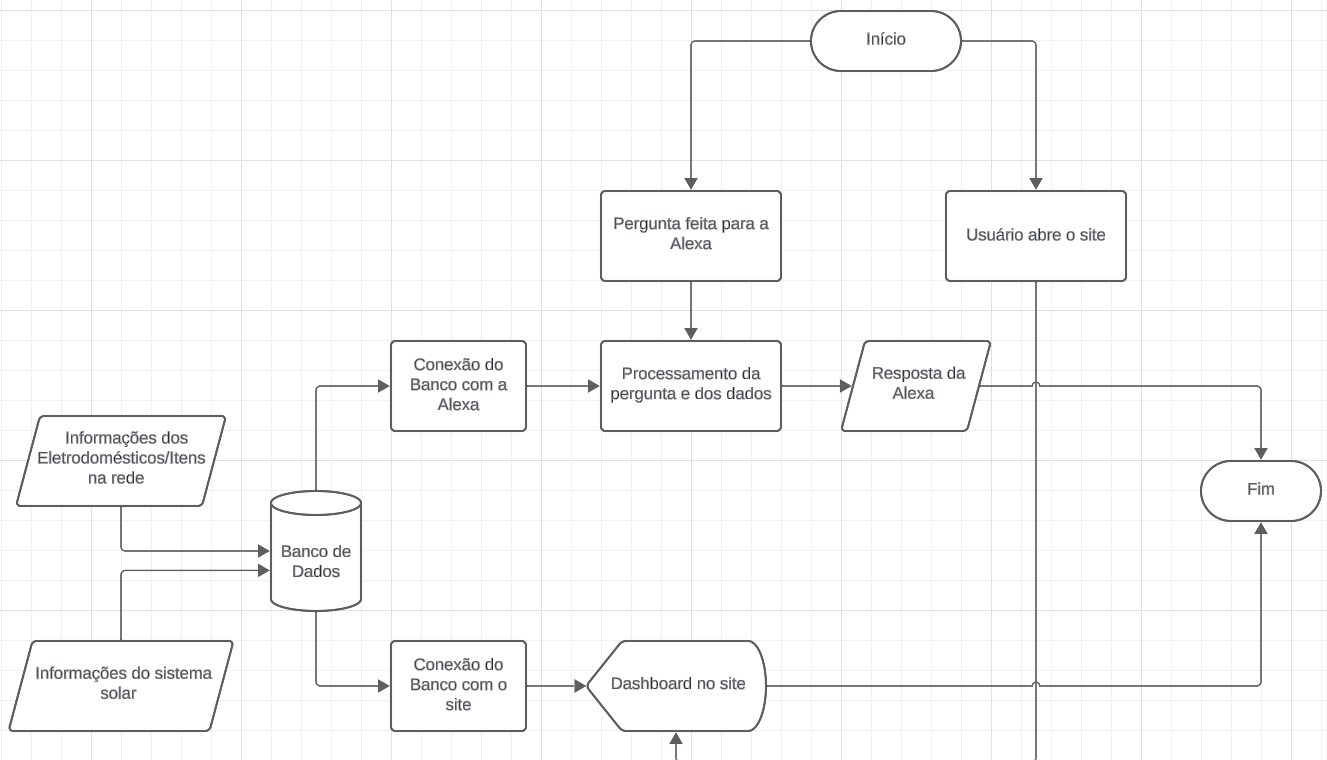 Início
Pergunta feita para a
Alexa
Usuário abre o site
Conexão do
Banco com a
Alexa
Processamento da
pergunta e dos dados
Resposta da
Alexa
Informações dos
Eletrodomésticos/Itens
na rede
Fim
Banco de
Dados
Informações do sistema
solar
Conexão do
Banco com o
site
Dashboard no site